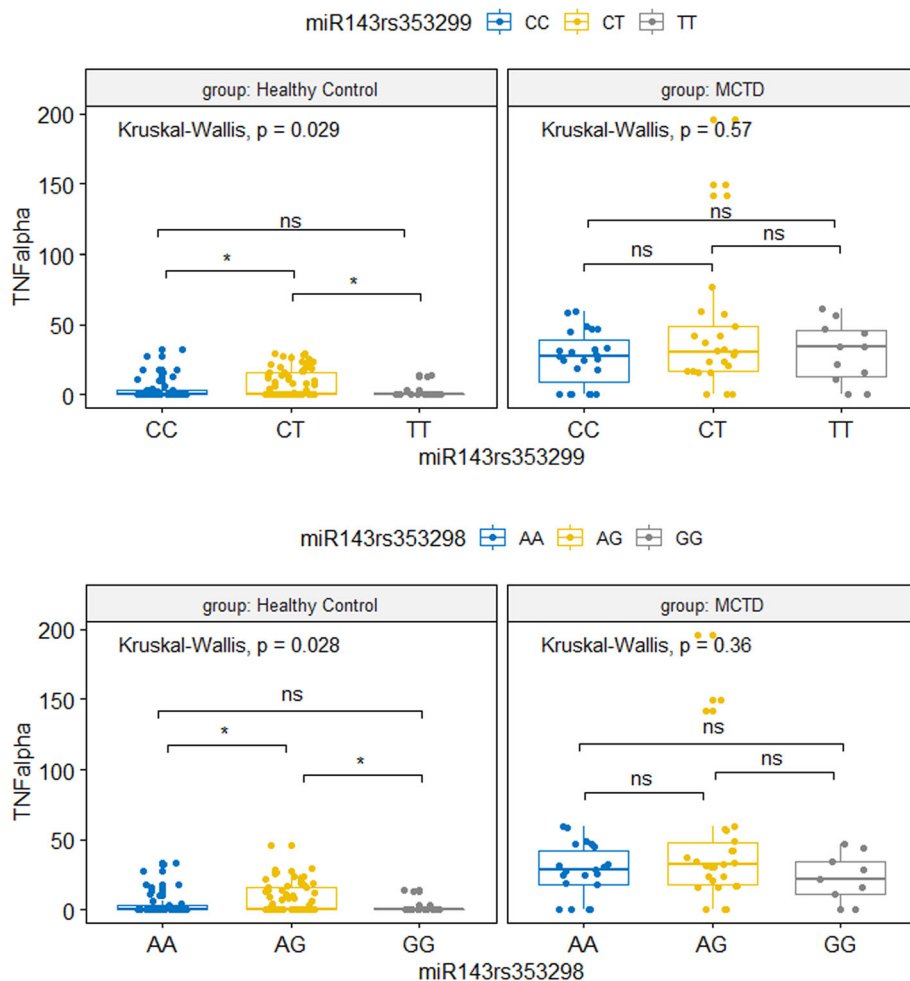 miR143rs353299 CC CT TT
group: Healthy Control group: MCTD
200 Kruskal-Wallis, p = 0.029 Kruskal-Wallis, p = 0.57
150
ns ns
100 * * ns ns
50
0
TNFalpha
CC CT TT CC CT TT
miR143rs353299
miR143rs353298 AA AG GG
group: Healthy Control group: MCTD
200 Kruskal-Wallis, p = 0.028 Kruskal-Wallis, p = 0.36
150 ns
* ns
100 * ns ns
50
0
TNFalpha
AA AG GG AA AG GG
miR143rs353298